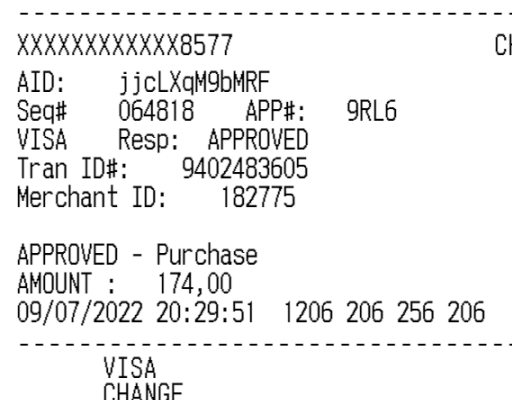 XXXXXXXXXXXX8577
AID: jjcLXqM9bMRF
Seq# 064818 APP#: 9RL6
VISA Resp: APPROVED
Tran ID#: 9402483605
Merchant ID: 182775
APPROVED - Purchase
AMOUNT : 174,00
09/07/2022 20:29:51 1206 206 256 206
VISA
CHANGE